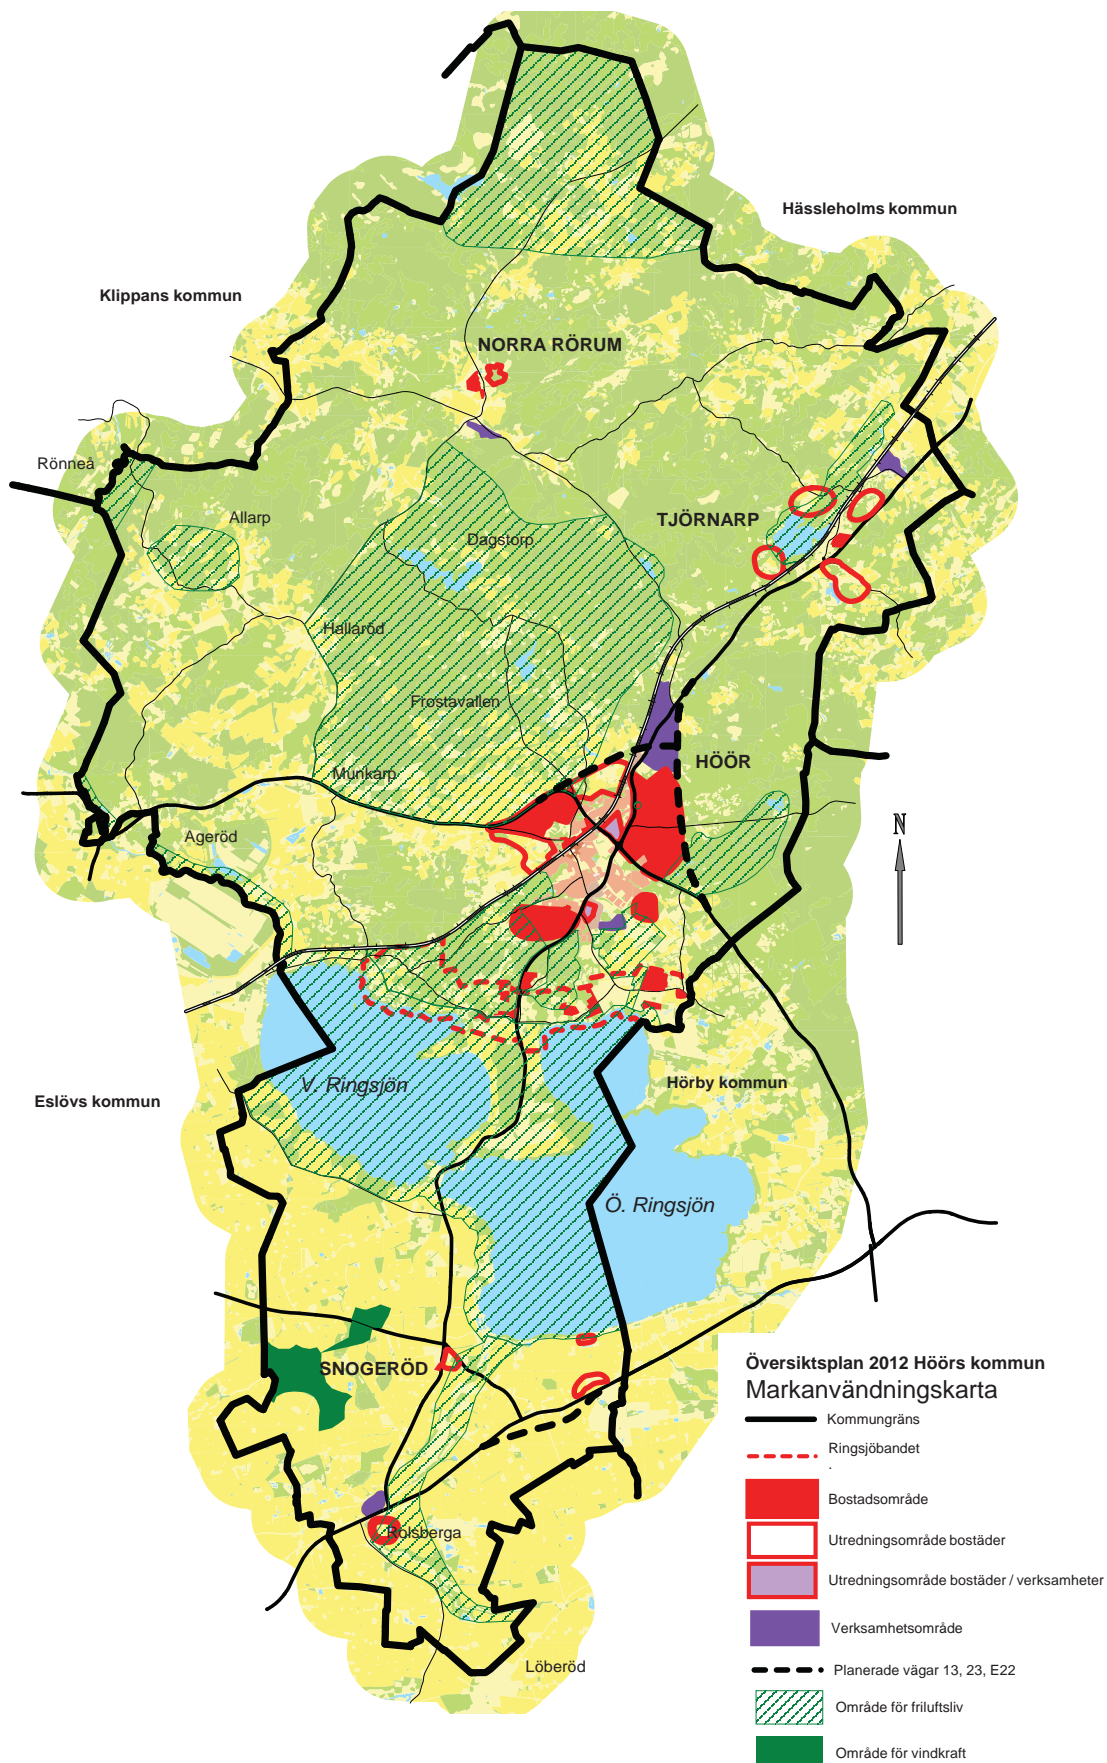 Hässleholms kommun
Klippans kommun
NORRA RÖRUM
Rönneå
Allarp
TJÖRNARP
Dagstorp
Hallaröd
Frostavallen
HÖÖR
Munkarp
Ageröd
N
V. Ringsjön
Hörby kommun
Eslövs kommun
Ö. Ringsjön
SNOGERÖD
Rolsberga
Löberöd
Översiktsplan 2012 Höörs kommun
Markanvändningskarta
Kommungräns
Ringsjöbandet
.
Bostadsområde
Utredningsområde bostäder
Utredningsområde bostäder / verksamheter
Verksamhetsområde
Planerade vägar 13, 23, E22
Område för friluftsliv
Område för vindkraft